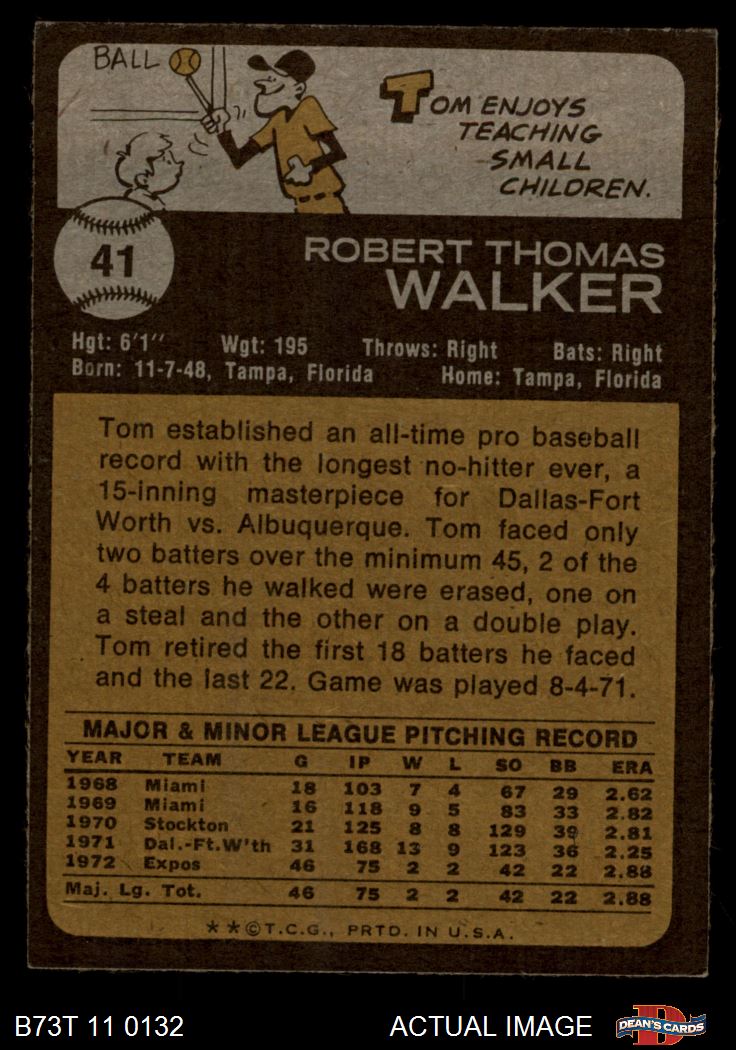 BALL
TOM ENJOYS
TEACHING
SMALL
CHILDREN.
41
ROBERT THOMAS
WALKER
Hgt: 6'1" Wgt: 195 Throws: Right Bats: Right
Born: 11-7-48, Tampa, Florida Home: Tampa, Florida
Tom established an all-time pro baseball
record with the longest no-hitter ever, a
15-inning masterpiece for Dallas-Fort
Worth vs. Albuquerque. Tom faced only
two batters over the minimum 45, 2 of the
4 batters he walked were erased, one on
a steal and the other on a double play.
Tom retired the first 18 batters he faced
and the last 22. Game was played 8-4-71.
MAJOR & MINOR LEAGUE PITCHING RECORD
YEAR TEAM G IP W L SO BB ERA
1968 Miami 18 103 7 4 67 29 2.62
1969 Miami 16 118 9 5 83 33 2.82
1970 Stockton 21 125 8 8 129 39 2.81
1971 Dal.-Ft.W'th 31 168 13 9 123 36 2.25
1972 Expos 46 75 2 2 42 22 2.88
Maj. Lg. Tot. 46 75 2 2 42 22 2.88
**©T.C.G., PRTD. IN U.S.A.
B73T 11 0132 ACTUAL IMAGE
D
DEAN'S CARDS